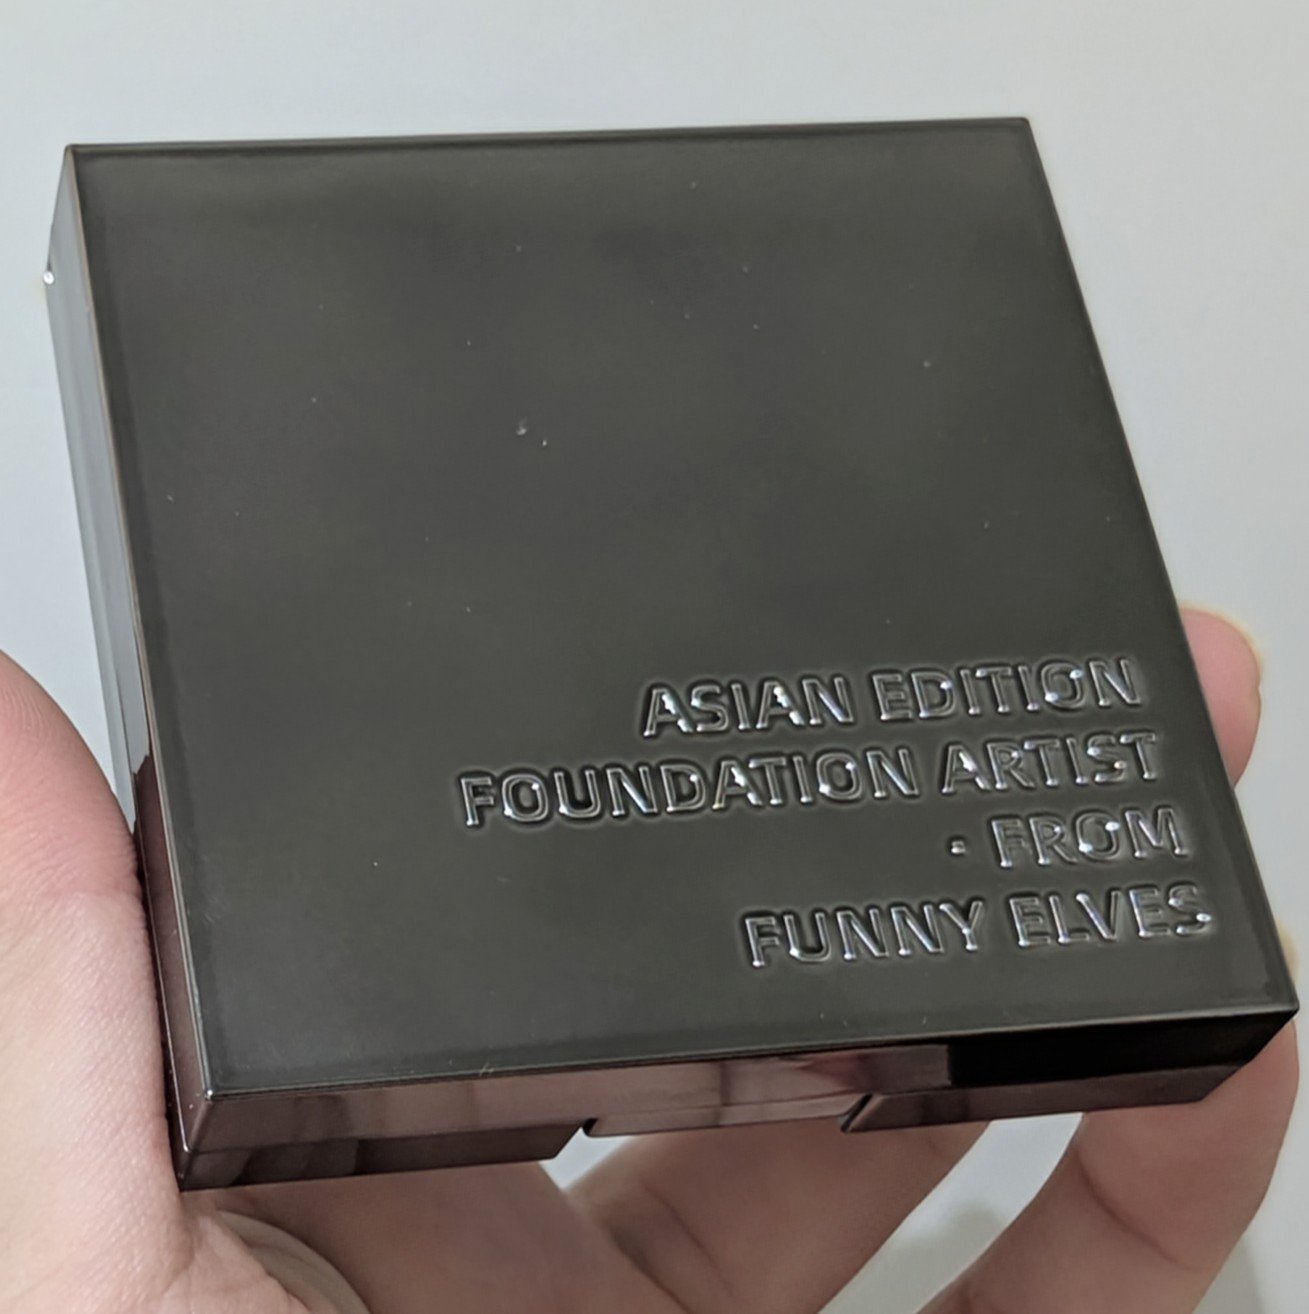 ASIAN EDITION
FOUNDATION ARTIST
· FROM
FUNNY ELVES